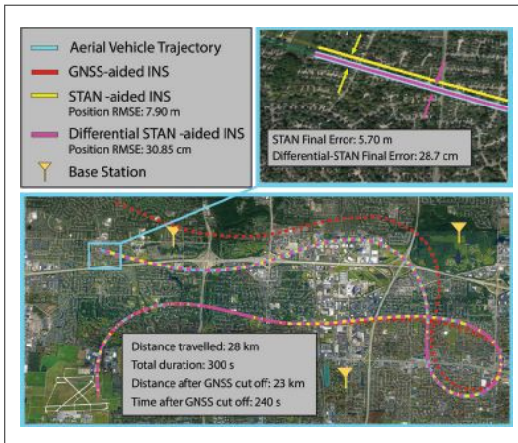 Aerial Vehicle Trajectory
GNSS-aided INS
STAN -aided INS
Position RMSE: 7.90 m
Differential STAN -aided INS
Position RMSE: 30.85 cm
Base Station
STAN Final Error: 5.70 m
Differential-STAN Final Error: 28.7 cm
Distance travelled: 28 km
Total duration: 300 s
Distance after GNSS cut off: 23 km
Time after GNSS cut off: 240 s